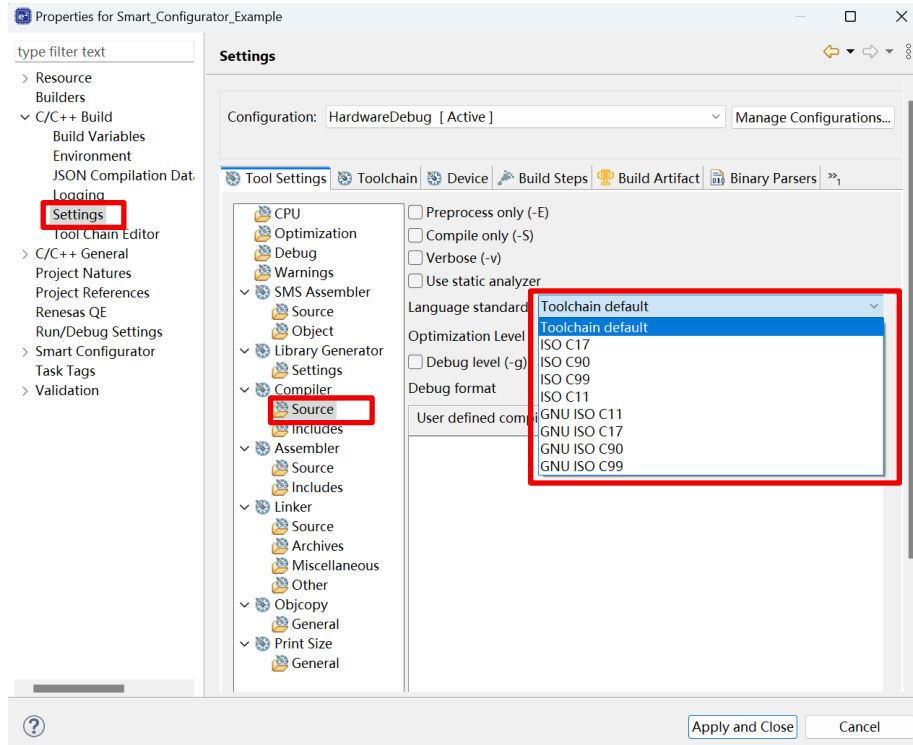 Properties for Smart_Configurator_Example
type filter text
Resource
Builders
C/C++ Build
Build Variables
Environment
JSON Compilation Dat
Logging
Settings
Tool Chain Editor
C/C++ General
Project Natures
Project References
Renesas QE
Run/Debug Settings
Smart Configurator
Task Tags
Validation
Settings
Configuration: HardwareDebug [ Active ] Manage Configurations...
Tool Settings Toolchain Device Build Steps Build Artifact Binary Parsers »1
CPU
Optimization
Debug
Warnings
SMS Assembler
Source
Object
Library Generator
Settings
Compiler
Source
Includes
Assembler
Source
Includes
Linker
Source
Archives
Miscellaneous
Other
Objcopy
General
Print Size
General
Preprocess only (-E)
Compile only (-S)
Verbose (-v)
Use static analyzer
Language standard Toolchain default
Toolchain default
ISO C17
ISO C90
ISO C99
ISO C11
GNU ISO C11
GNU ISO C17
GNU ISO C90
GNU ISO C99
Optimization Level
Debug level (-g)
Debug format
User defined compi
Apply and Close Cancel